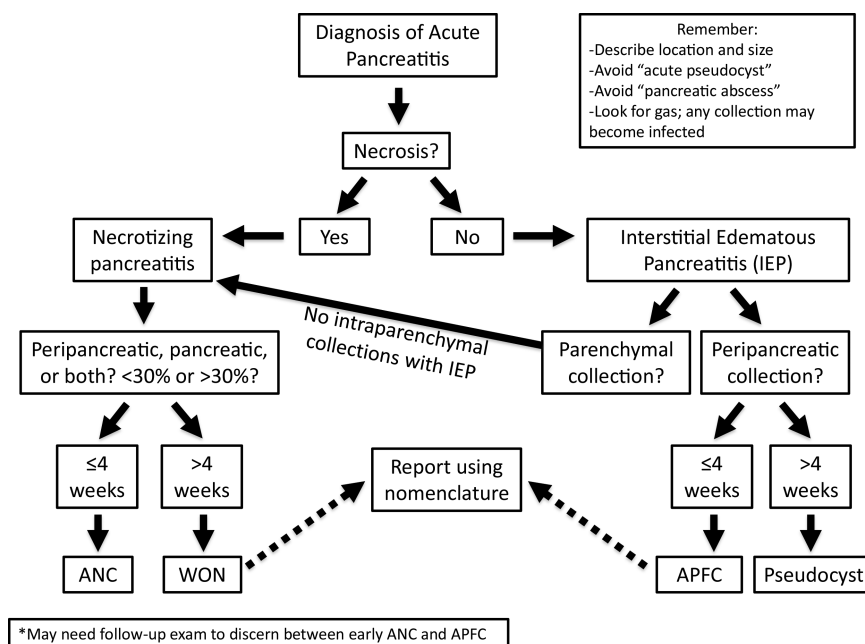 Diagnosis of Acute
Pancreatitis
Remember:
-Describe location and size
-Avoid “acute pseudocyst”
-Avoid “pancreatic abscess”
-Look for gas; any collection may
become infected
Necrosis?
Necrotizing
pancreatitis
Yes
No
Interstitial Edematous
Pancreatitis (IEP)
No intraparenchymal
collections with IEP
Peripancreatic, pancreatic,
or both? <30% or >30%?
Parenchymal
collection?
Peripancreatic
collection?
≤4
weeks
>4
weeks
Report using
nomenclature
≤4
weeks
>4
weeks
ANC
WON
APFC
Pseudocyst
*May need follow-up exam to discern between early ANC and APFC